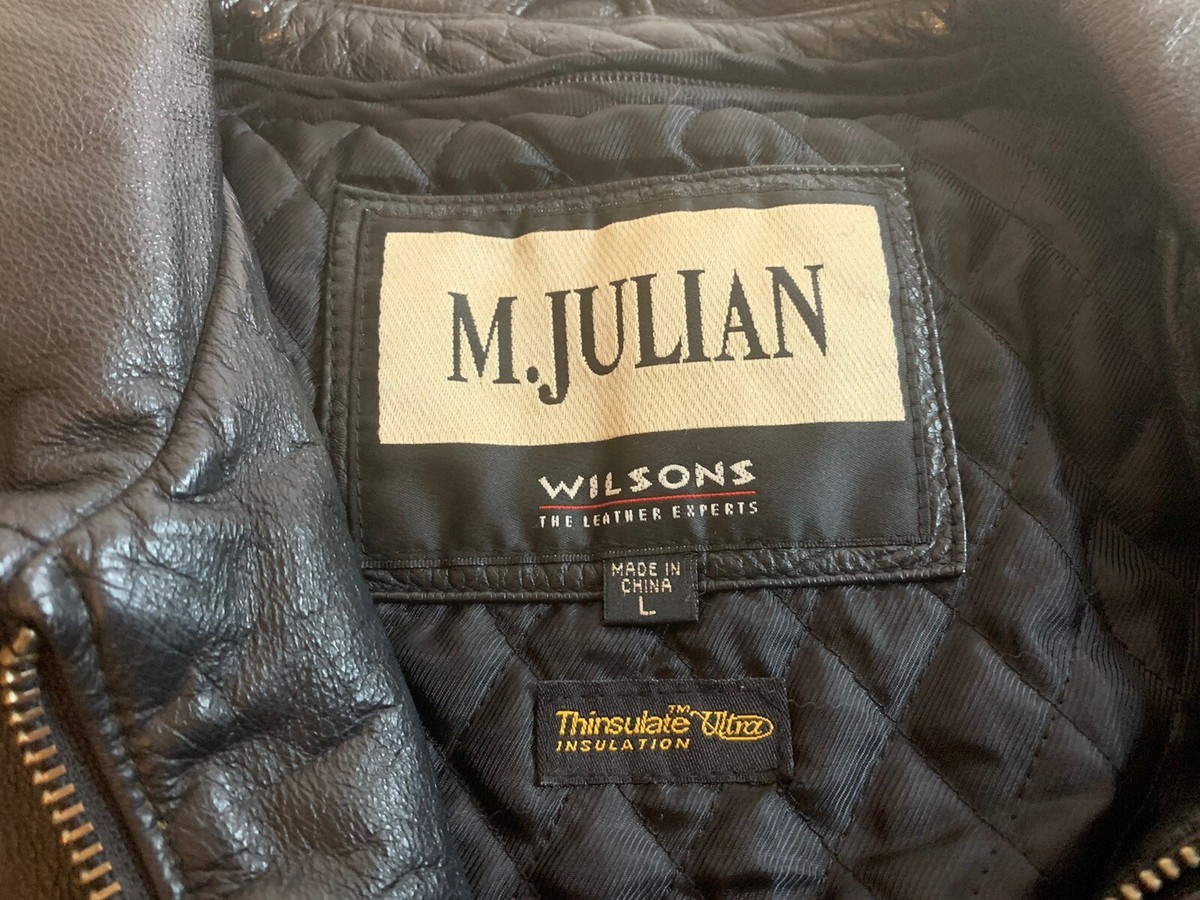 M.JULIAN
WILSONS
THE LEATHER EXPERTS
MADE IN
CHINA
L
Thinsulate™ Ultra
INSULATION